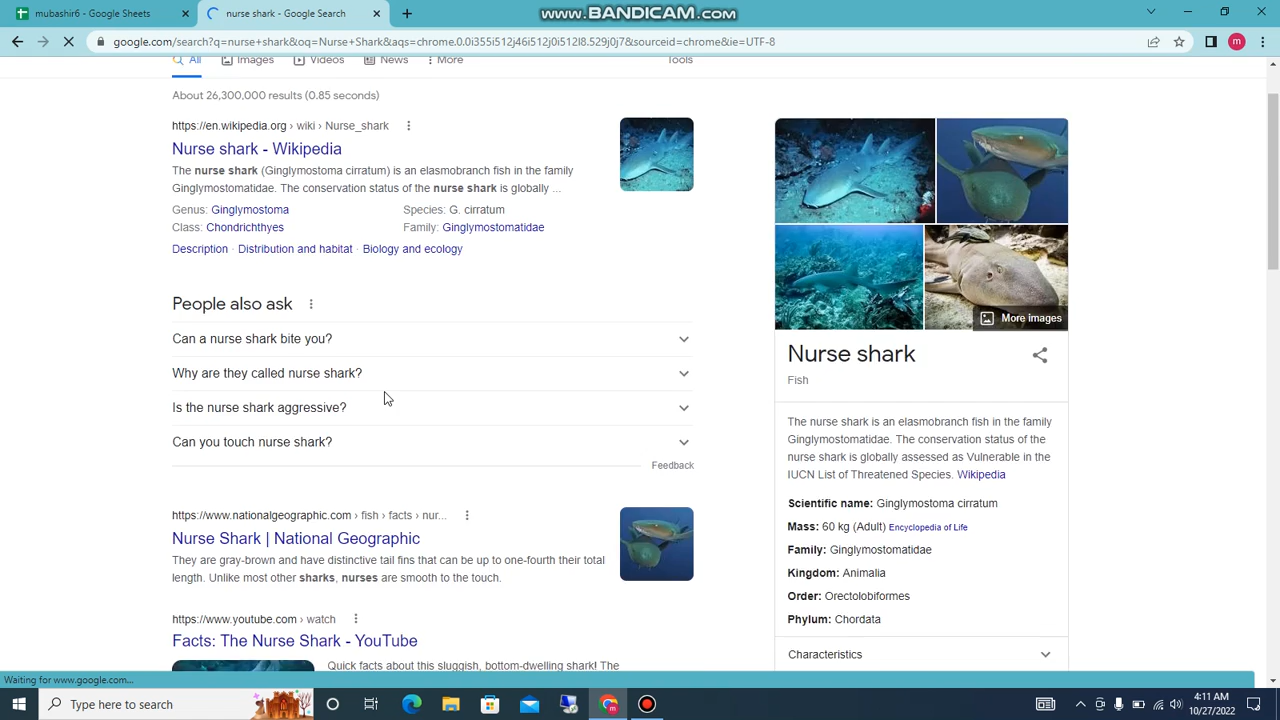 mubashir6 - Google Sheets
nurse shark - Google Search
www.BANDICAM.com
google.com/search?q=nurse+shark&oq=Nurse+Shark&aqs=chrome.0.0i355i512j46i512j0i512l8.529j0j7&sourceid=chrome&ie=UTF-8
m
All
Images
Videos
News
More
Tools
About 26,300,000 results (0.85 seconds)
https://en.wikipedia.org › wiki › Nurse_shark
Nurse shark - Wikipedia
The nurse shark (Ginglymostoma cirratum) is an elasmobranch fish in the family
Ginglymostomatidae. The conservation status of the nurse shark is globally ...
Genus: Ginglymostoma
Species: G. cirratum
Class: Chondrichthyes
Family: Ginglymostomatidae
Description · Distribution and habitat · Biology and ecology
People also ask
Can a nurse shark bite you?
Why are they called nurse shark?
Is the nurse shark aggressive?
Can you touch nurse shark?
Feedback
https://www.nationalgeographic.com › fish › facts › nur...
Nurse Shark | National Geographic
They are gray-brown and have distinctive tail fins that can be up to one-fourth their total
length. Unlike most other sharks, nurses are smooth to the touch.
https://www.youtube.com › watch
Facts: The Nurse Shark - YouTube
Quick facts about this sluggish, bottom-dwelling shark! The
More images
Nurse shark
Fish
The nurse shark is an elasmobranch fish in the family
Ginglymostomatidae. The conservation status of the
nurse shark is globally assessed as Vulnerable in the
IUCN List of Threatened Species. Wikipedia
Scientific name: Ginglymostoma cirratum
Mass: 60 kg (Adult) Encyclopedia of Life
Family: Ginglymostomatidae
Kingdom: Animalia
Order: Orectolobiformes
Phylum: Chordata
Characteristics
Waiting for www.google.com...
Type here to search
4:11 AM
10/27/2022